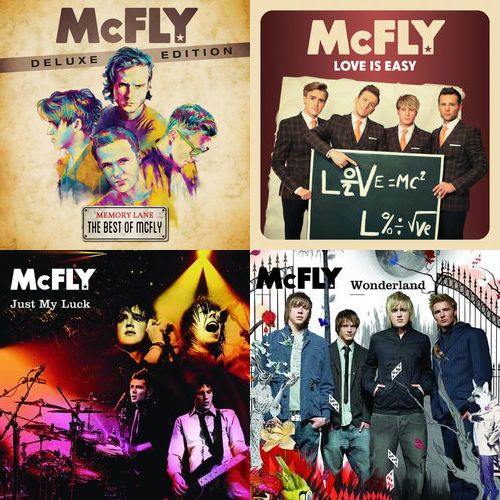 McFLY
DELUXE EDITION
MEMORY LANE
THE BEST OF MCFLY
McFLY
LOVE IS EASY
LOVE=MC²
L%÷√Ve
McFLY
Just My Luck
McFLY
Wonderland